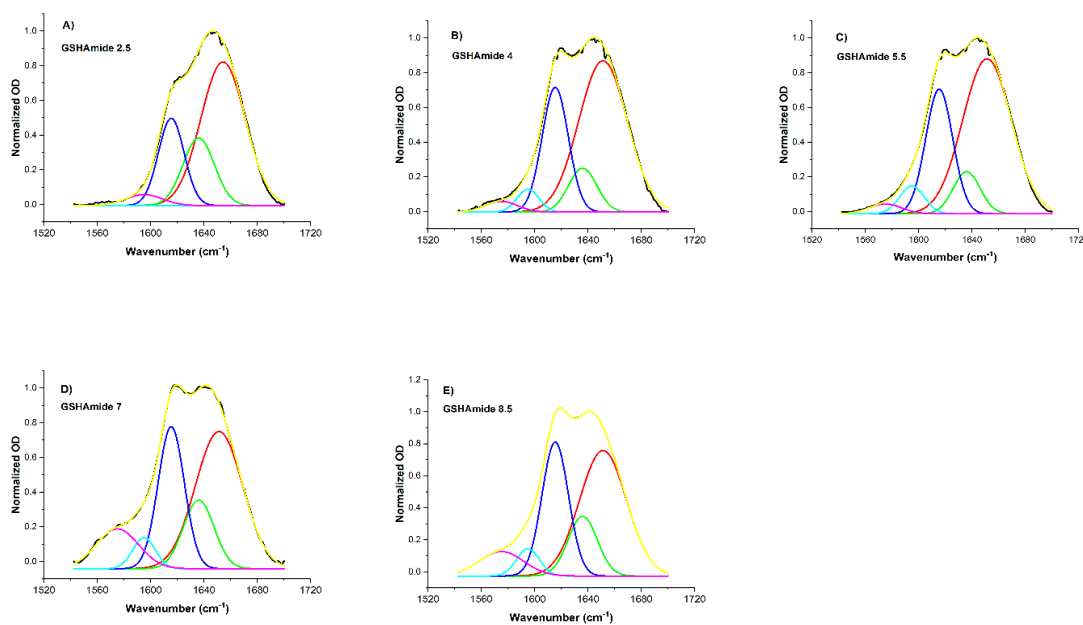 A)
GSHAmide 2.5
Normalized OD
1.0
0.8
0.6
0.4
0.2
0.0
1520 1560 1600 1640 1680 1720
Wavenumber (cm⁻¹)
B)
GSHAmide 4
Normalized OD
1.0
0.8
0.6
0.4
0.2
0.0
1520 1560 1600 1640 1680 1720
Wavenumber (cm⁻¹)
C)
GSHAmide 5.5
Normalized OD
1.0
0.8
0.6
0.4
0.2
0.0
1520 1560 1600 1640 1680 172
Wavenumber (cm⁻¹)
D)
GSHAmide 7
Normalized OD
1.0
0.8
0.6
0.4
0.2
0.0
1520 1560 1600 1640 1680 1720
Wavenumber (cm⁻¹)
E)
GSHAmide 8.5
Normalized OD
1.4
1.2
1.0
0.8
0.6
0.4
0.2
0.0
1520 1560 1600 1640 1680 1720
Wavenumber (cm⁻¹)